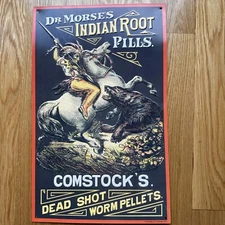 DR MORSE'S
INDIAN ROOT
PILLS.
COMSTOCK'S.
DEAD SHOT
WORM PELLETS.